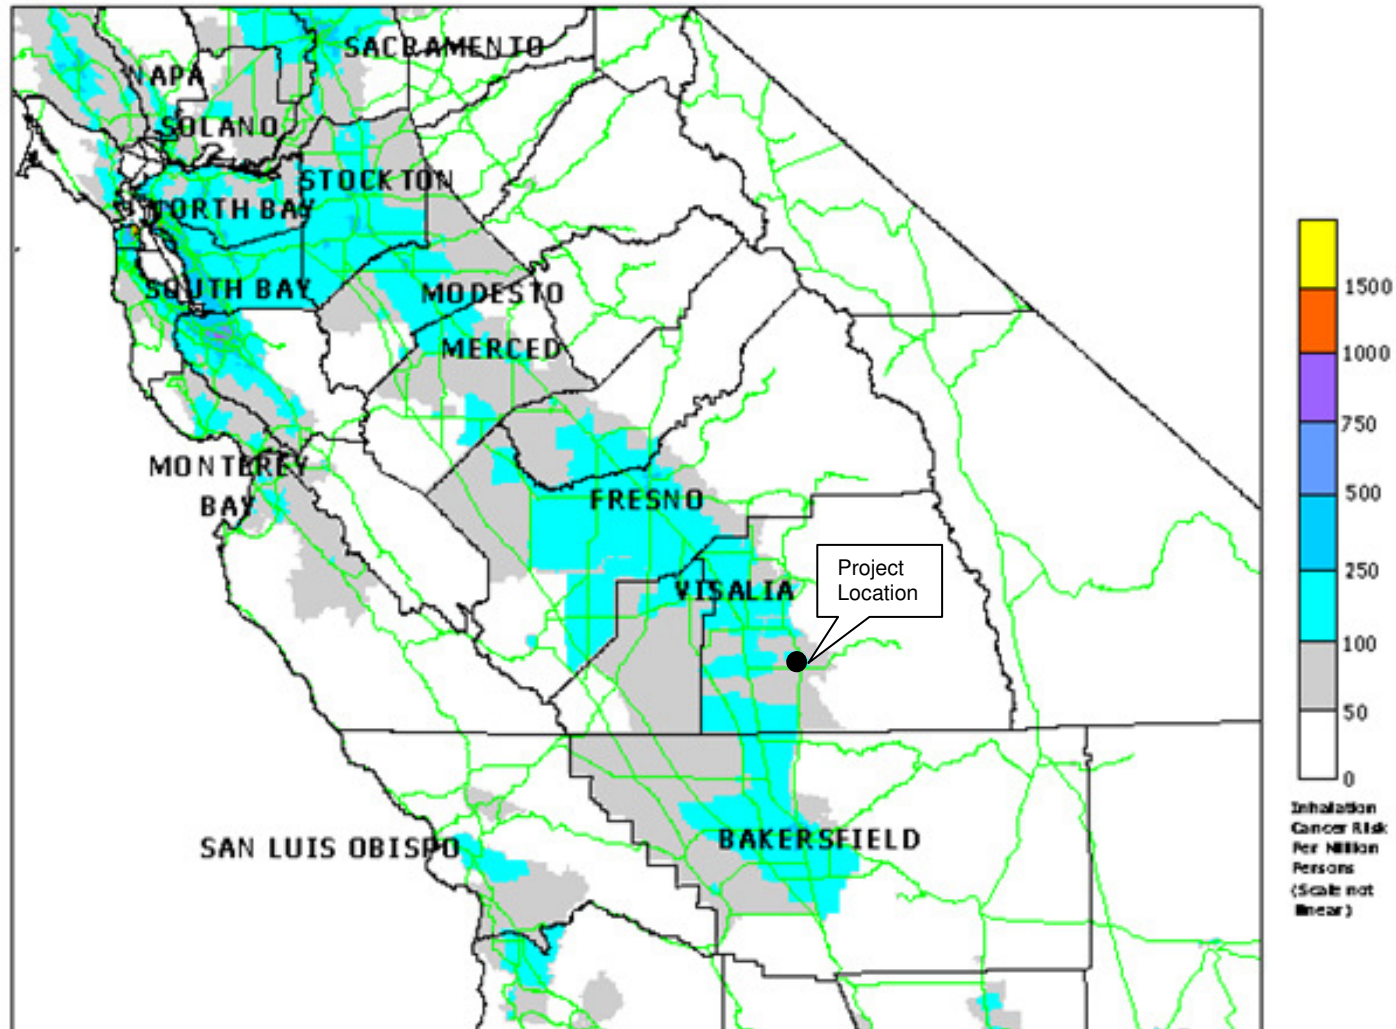 SACRAMENTO
NAPA
SOLANO
STOCKTON
NORTH BAY
SOUTH BAY
MODESTO
MERCED
MONTEREY
BAY
FRESNO
VISALIA
Project
Location
BAKERSFIELD
SAN LUIS OBISPO
1500
1000
750
500
250
100
50
0
Inhalation
Cancer Risk
Per Million
Persons
(Scale not
linear)